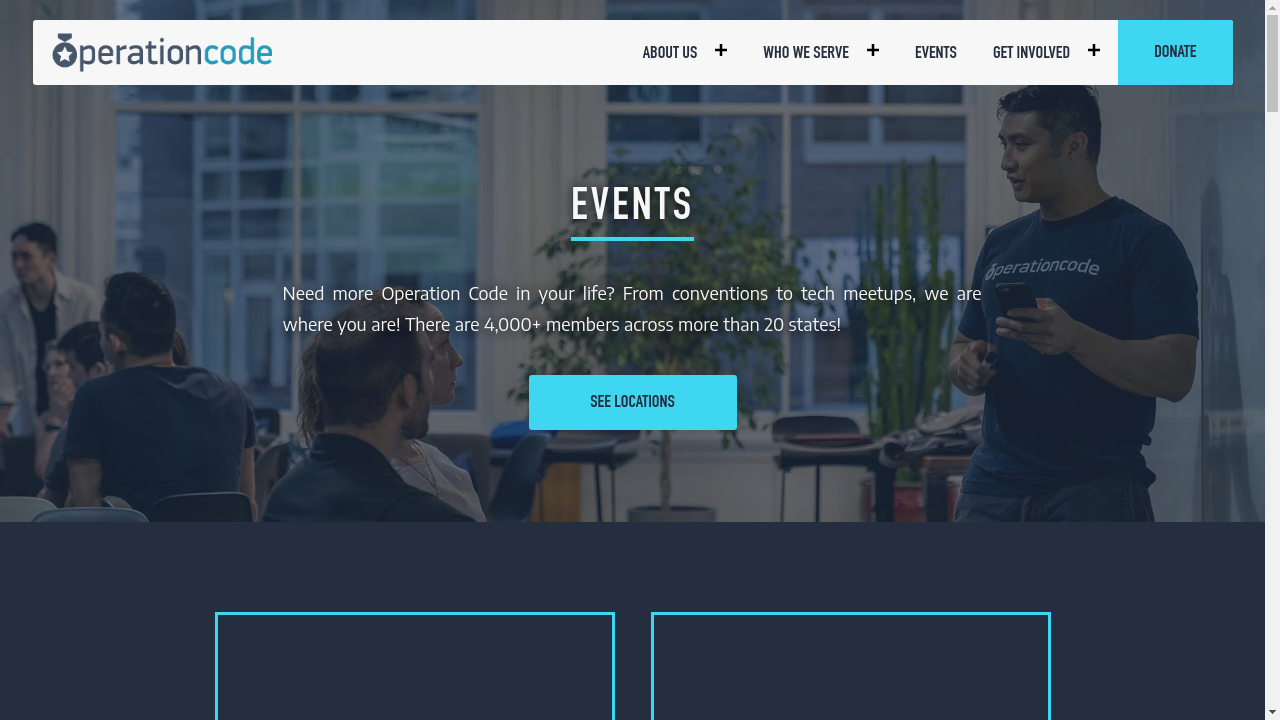 operationcode
ABOUT US
WHO WE SERVE
EVENTS
GET INVOLVED
DONATE
EVENTS
operationcode
Need more Operation Code in your life? From conventions to tech meetups, we are
where you are! There are 4,000+ members across more than 20 states!
SEE LOCATIONS